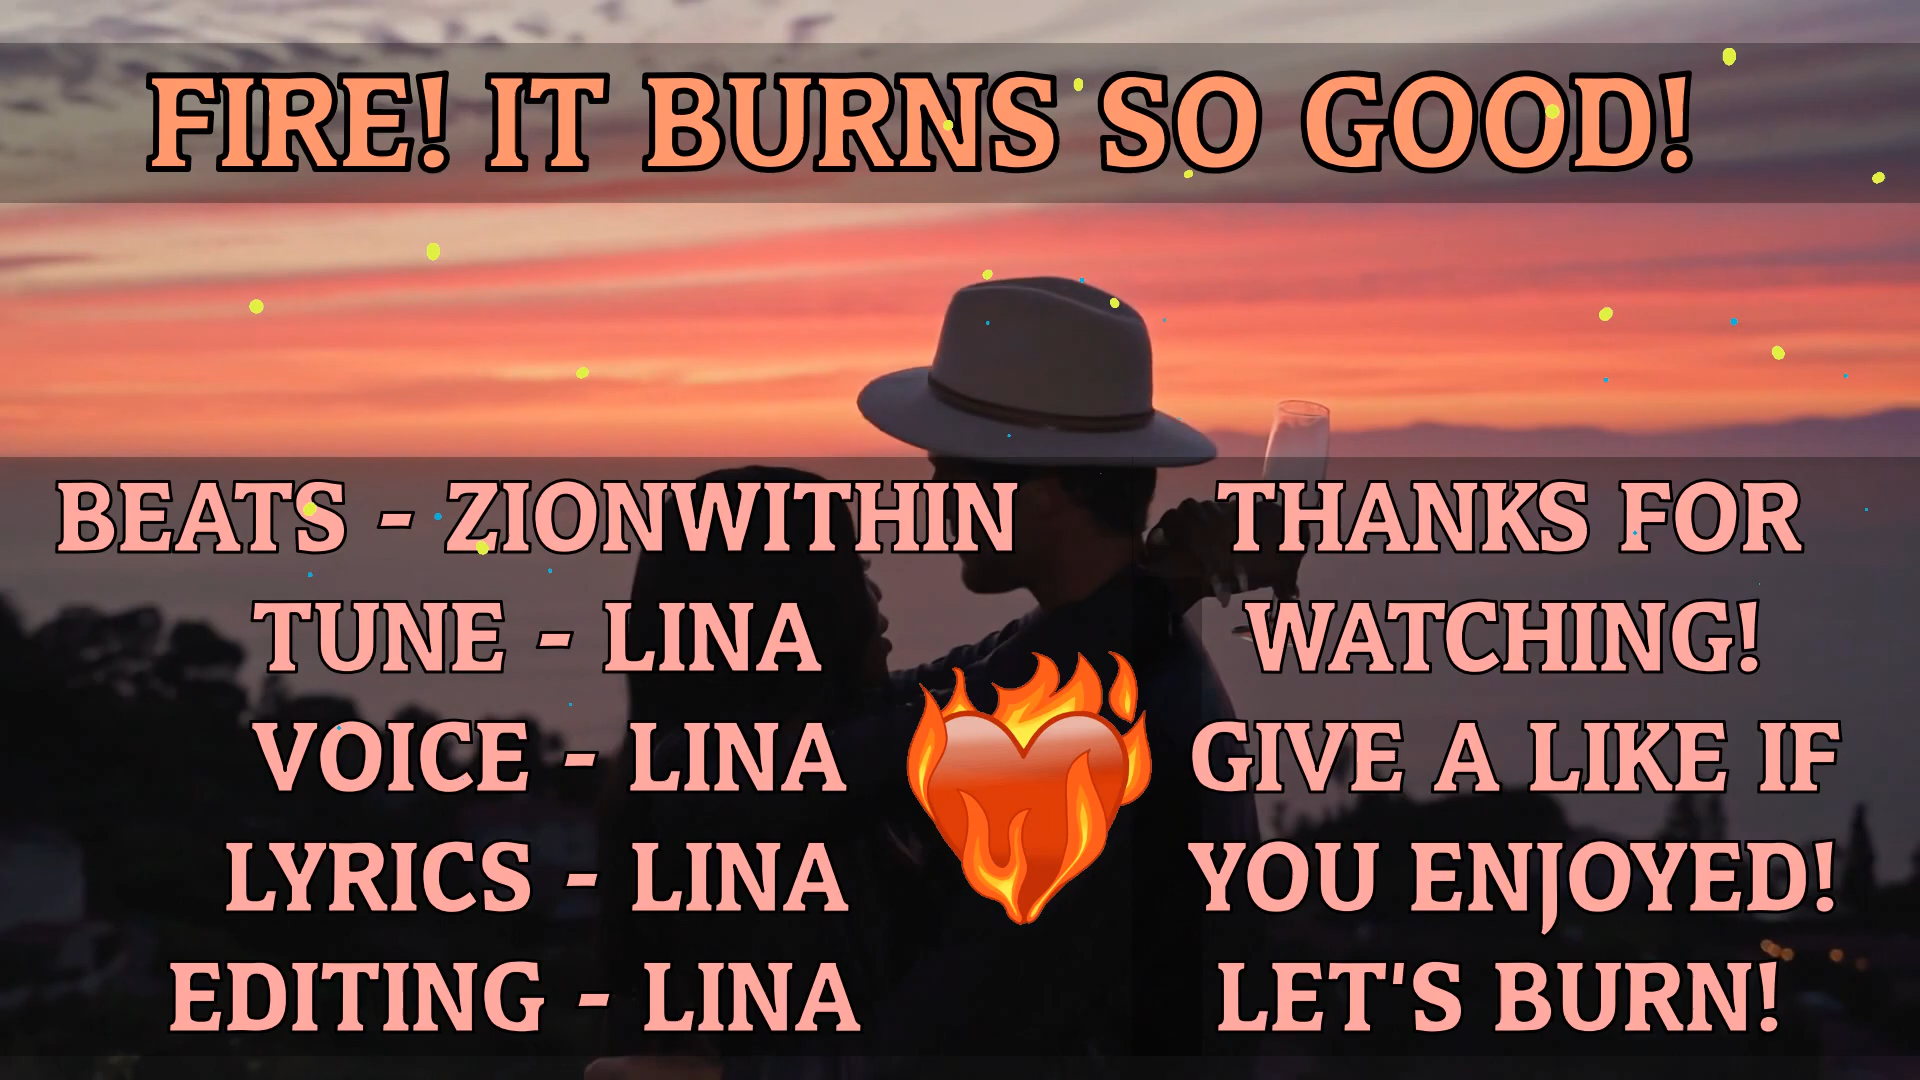 FIRE! IT BURNS SO GOOD!
BEATS - ZIONWITHIN
TUNE - LINA
VOICE - LINA
LYRICS - LINA
EDITING - LINA
THANKS FOR
WATCHING!
GIVE A LIKE IF
YOU ENJOYED!
LET'S BURN!